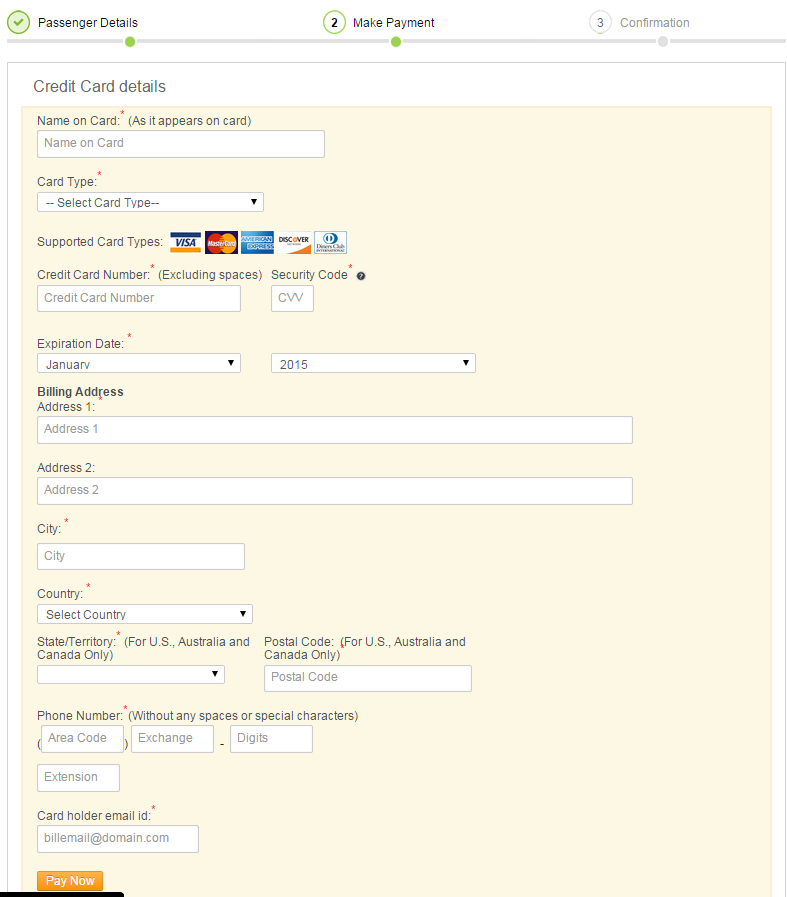 Passenger Details
2 Make Payment
3 Confirmation
Credit Card details
Name on Card:* (As it appears on card)
Name on Card
Card Type:*
-- Select Card Type--
Supported Card Types: VISA MasterCard AMERICAN EXPRESS DISCOVER NETWORK Diners Club INTERNATIONAL
Credit Card Number:* (Excluding spaces) Security Code* ?
Credit Card Number CVV
Expiration Date:*
January 2015
Billing Address
Address 1:*
Address 1
Address 2:
Address 2
City:*
City
Country:*
Select Country
State/Territory:* (For U.S., Australia and Canada Only)
Postal Code: (For U.S., Australia and Canada Only)*
Postal Code
Phone Number:* (Without any spaces or special characters)
(Area Code) Exchange - Digits
Extension
Card holder email id:*
billemail@domain.com
Pay Now